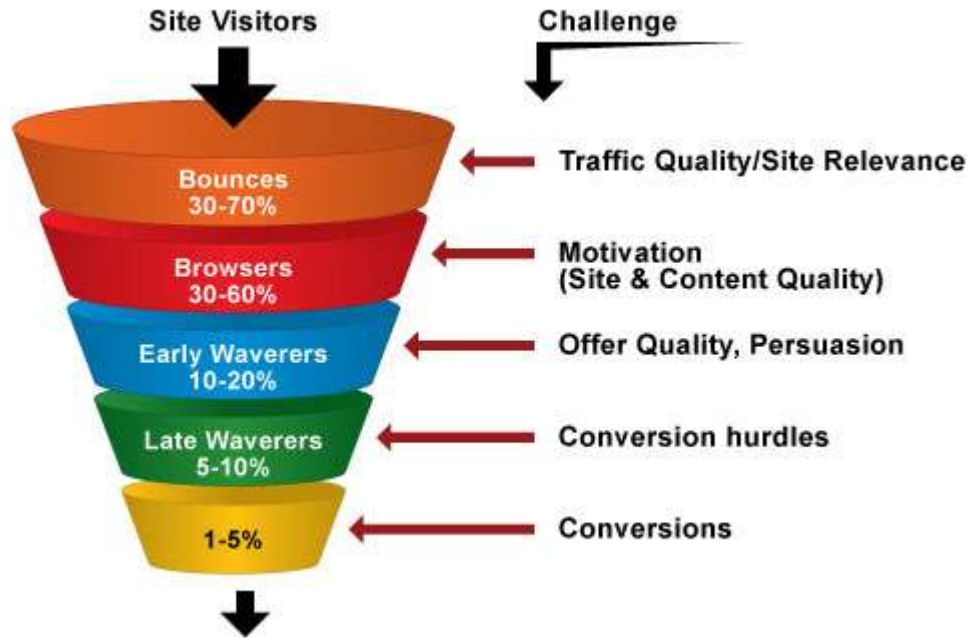 Site Visitors
Challenge
Bounces
30-70%
Traffic Quality/Site Relevance
Browsers
30-60%
Motivation
(Site & Content Quality)
Early Waverers
10-20%
Offer Quality, Persuasion
Late Waverers
5-10%
Conversion hurdles
1-5%
Conversions